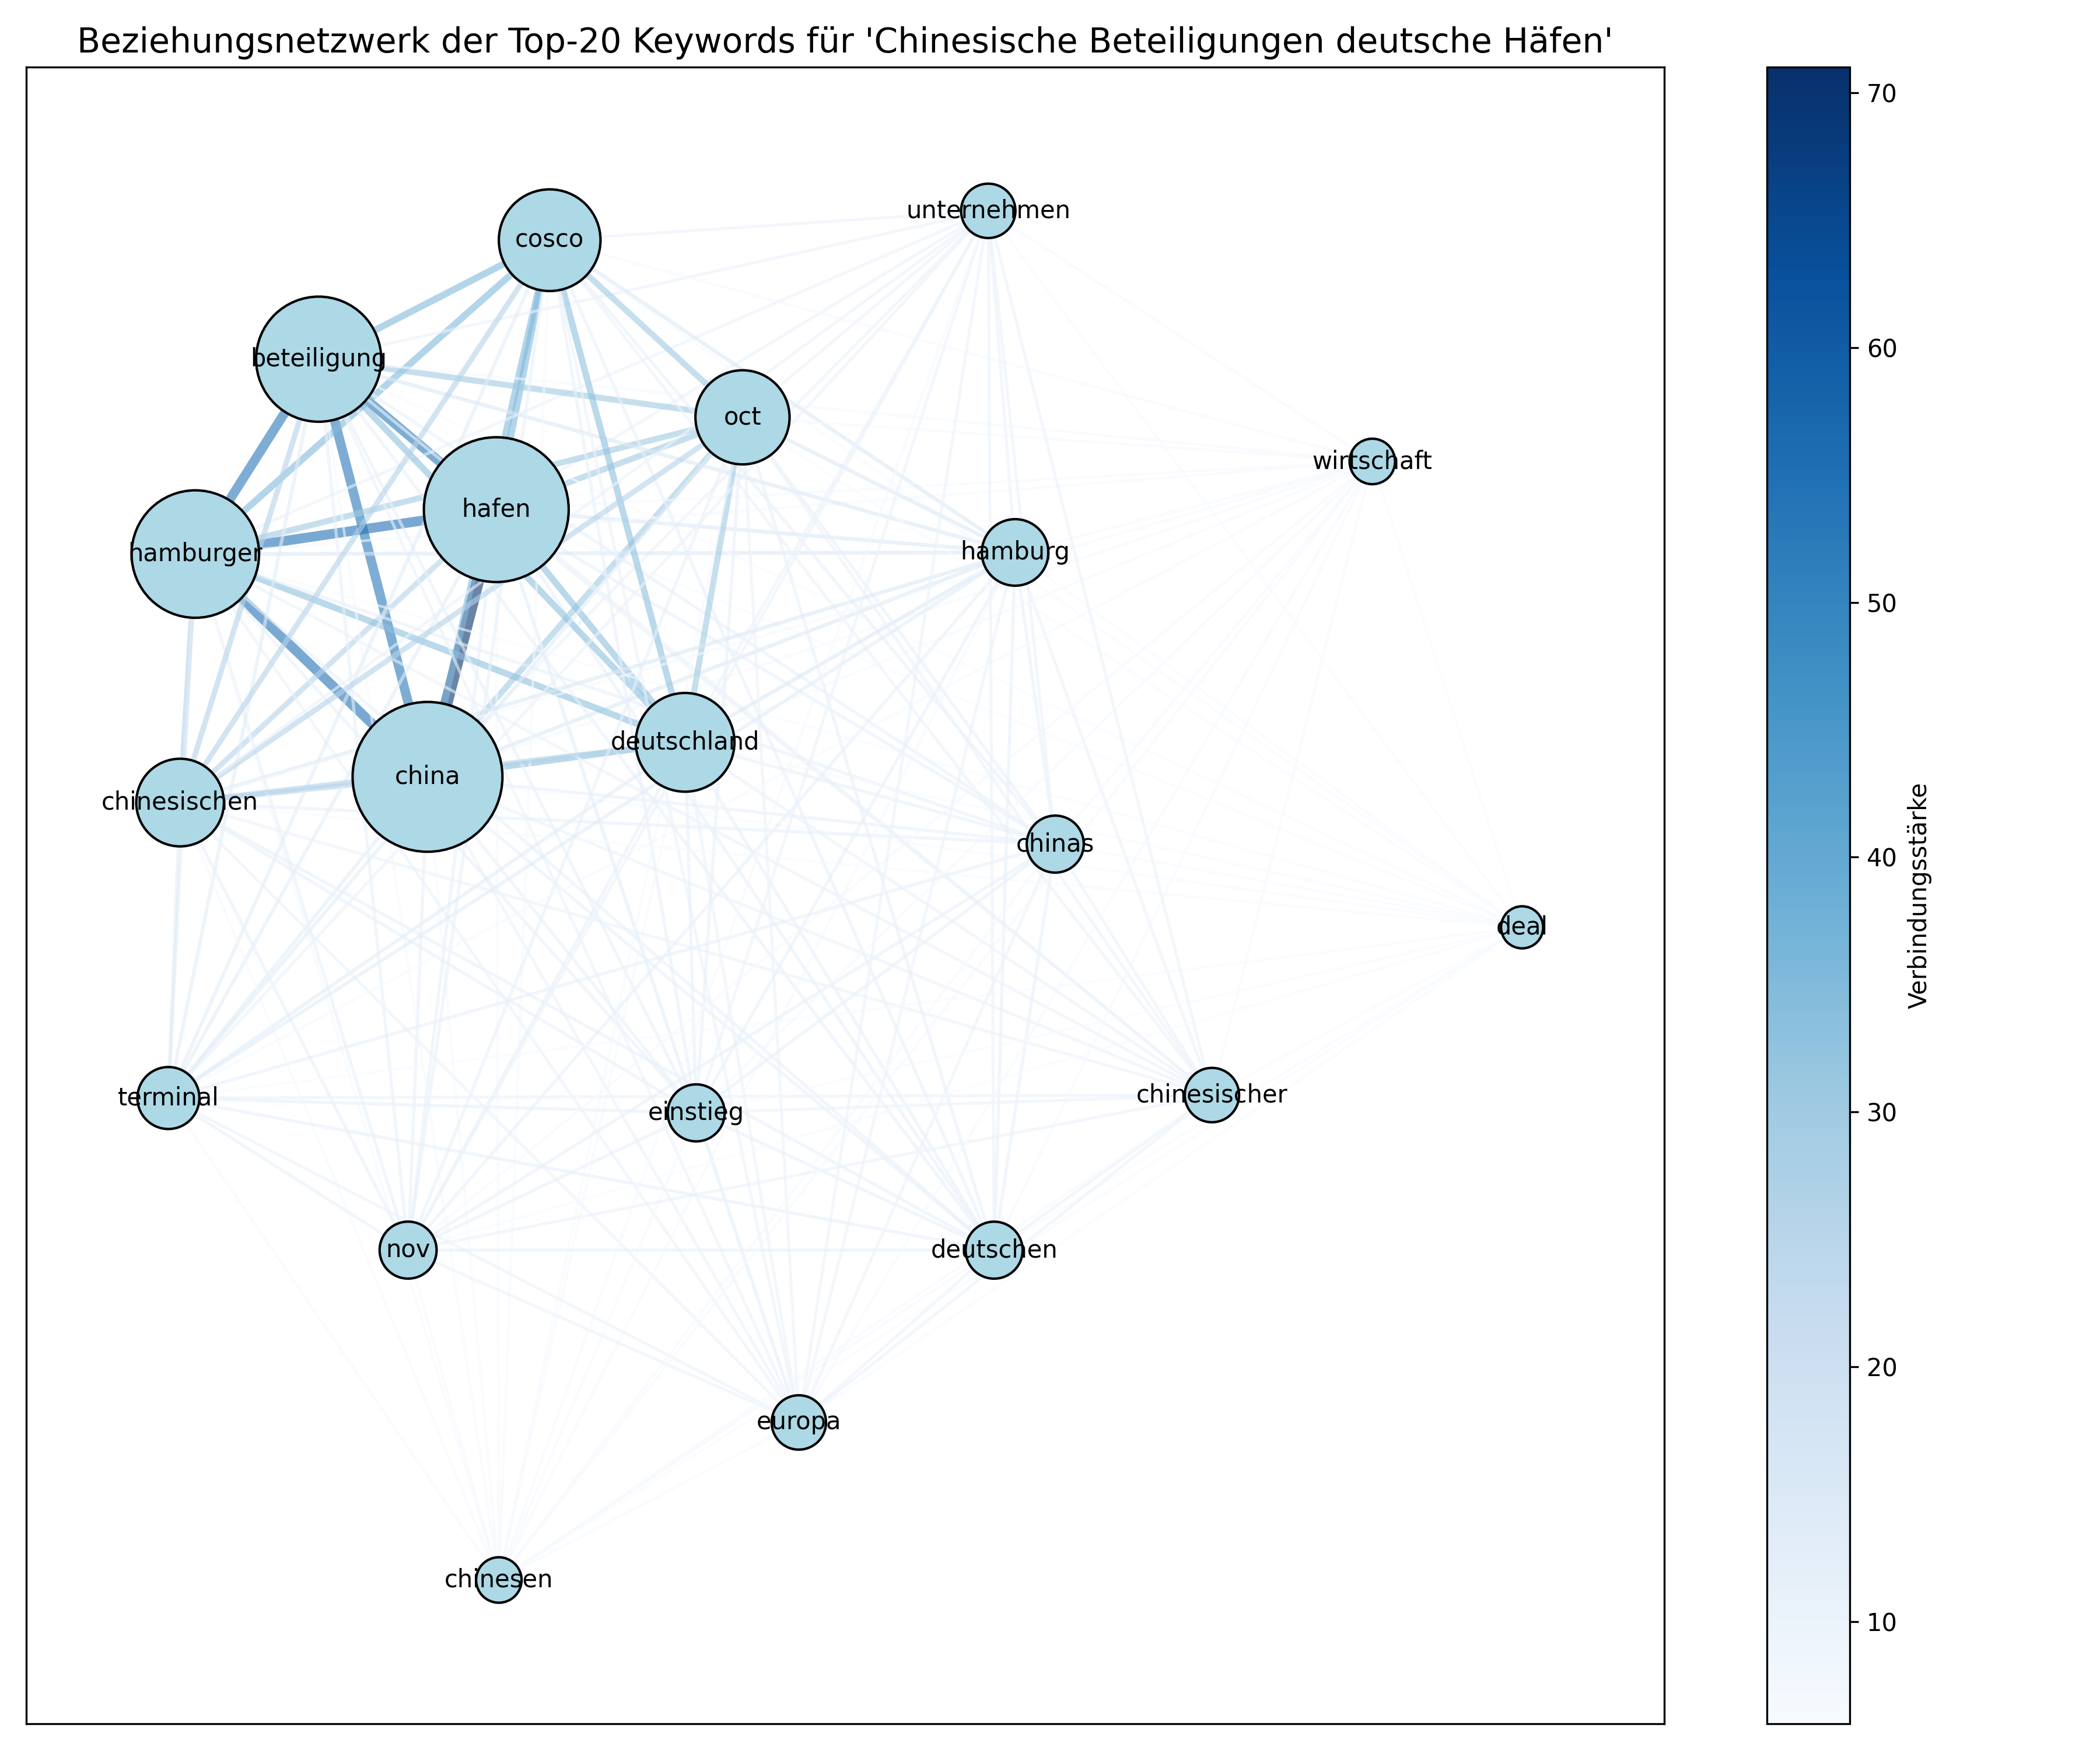 Beziehungsnetzwerk der Top-20 Keywords für 'Chinesische Beteiligungen deutsche Häfen'
unternehmen
cosco
beteiligung
oct
wirtschaft
hafen
hamburger
hamburg
deutschland
china
chinesischen
chinas
deal
terminal
einstieg
chinesischer
nov
deutschen
europa
chinesen
70
60
50
40
30
20
10
Verbindungsstärke